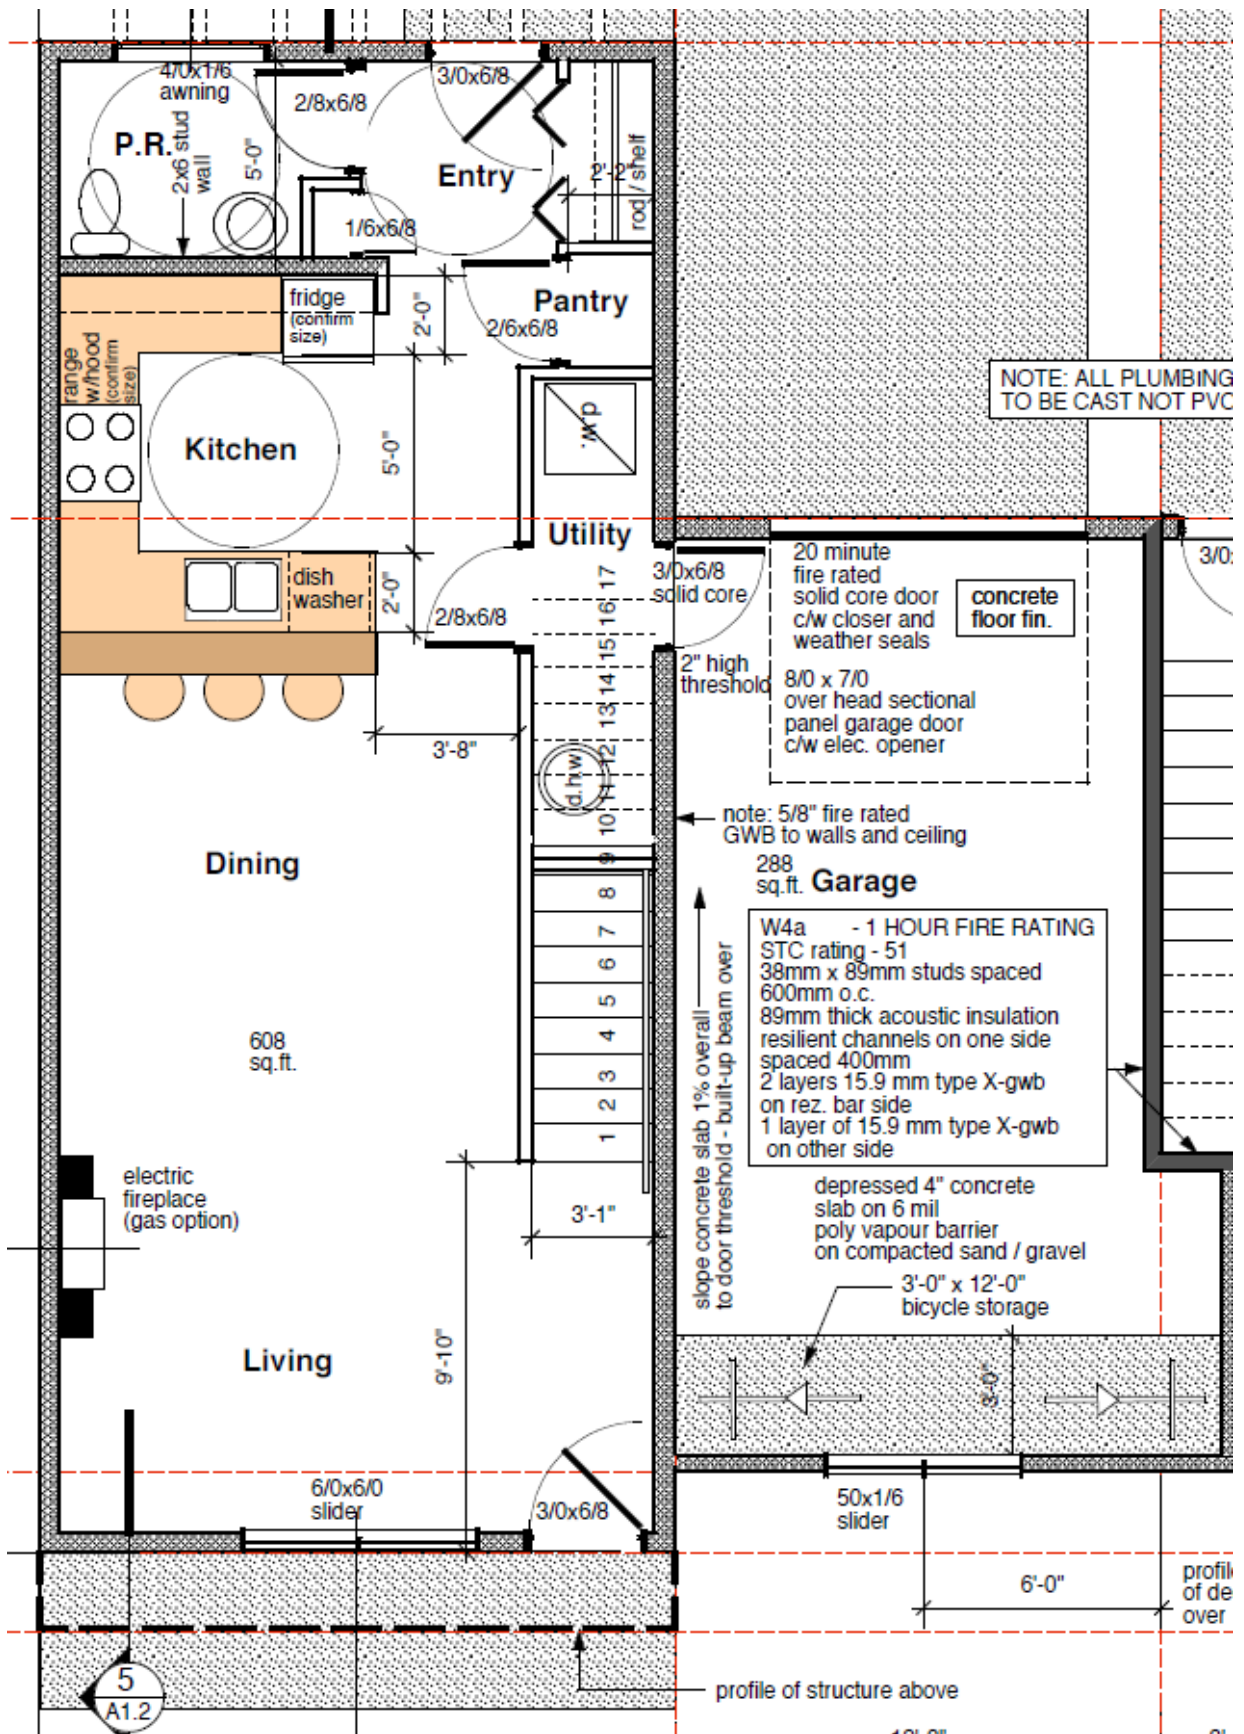 4/0x1/6
awning
2/8x6/8
3/0x6/8
P.R.
2x6 stud
wall
5'-0"
Entry
2'-2"
rod / shelf
1/6x6/8
fridge
(confirm
size)
2'-0"
Pantry
2/6x6/8
range
w/hood
(confirm
size)
NOTE: ALL PLUMBING
TO BE CAST NOT PVC
d.w.
Kitchen
5'-0"
Utility
dish
washer
2'-0"
2/8x6/8
3/0x6/8
solid core
20 minute
fire rated
solid core door
c/w closer and
weather seals
concrete
floor fin.
3/0
2" high
threshold
8/0 x 7/0
over head sectional
panel garage door
c/w elec. opener
17
16
15
14
13
12
11
10
9
8
7
6
5
4
3
2
1
3'-8"
d.h.w
note: 5/8" fire rated
GWB to walls and ceiling
Dining
288
sq.ft.
Garage
W4a - 1 HOUR FIRE RATING
STC rating - 51
38mm x 89mm studs spaced
600mm o.c.
89mm thick acoustic insulation
resilient channels on one side
spaced 400mm
2 layers 15.9 mm type X-gwb
on rez. bar side
1 layer of 15.9 mm type X-gwb
on other side
608
sq.ft.
slope concrete slab 1% overall
to door threshold - built-up beam over
electric
fireplace
(gas option)
3'-1"
depressed 4" concrete
slab on 6 mil
poly vapour barrier
on compacted sand / gravel
3'-0" x 12'-0"
bicycle storage
Living
9'-10"
3'-0"
6/0x6/0
slider
3/0x6/8
50x1/6
slider
6'-0"
profile
of de
over
5
A1.2
profile of structure above